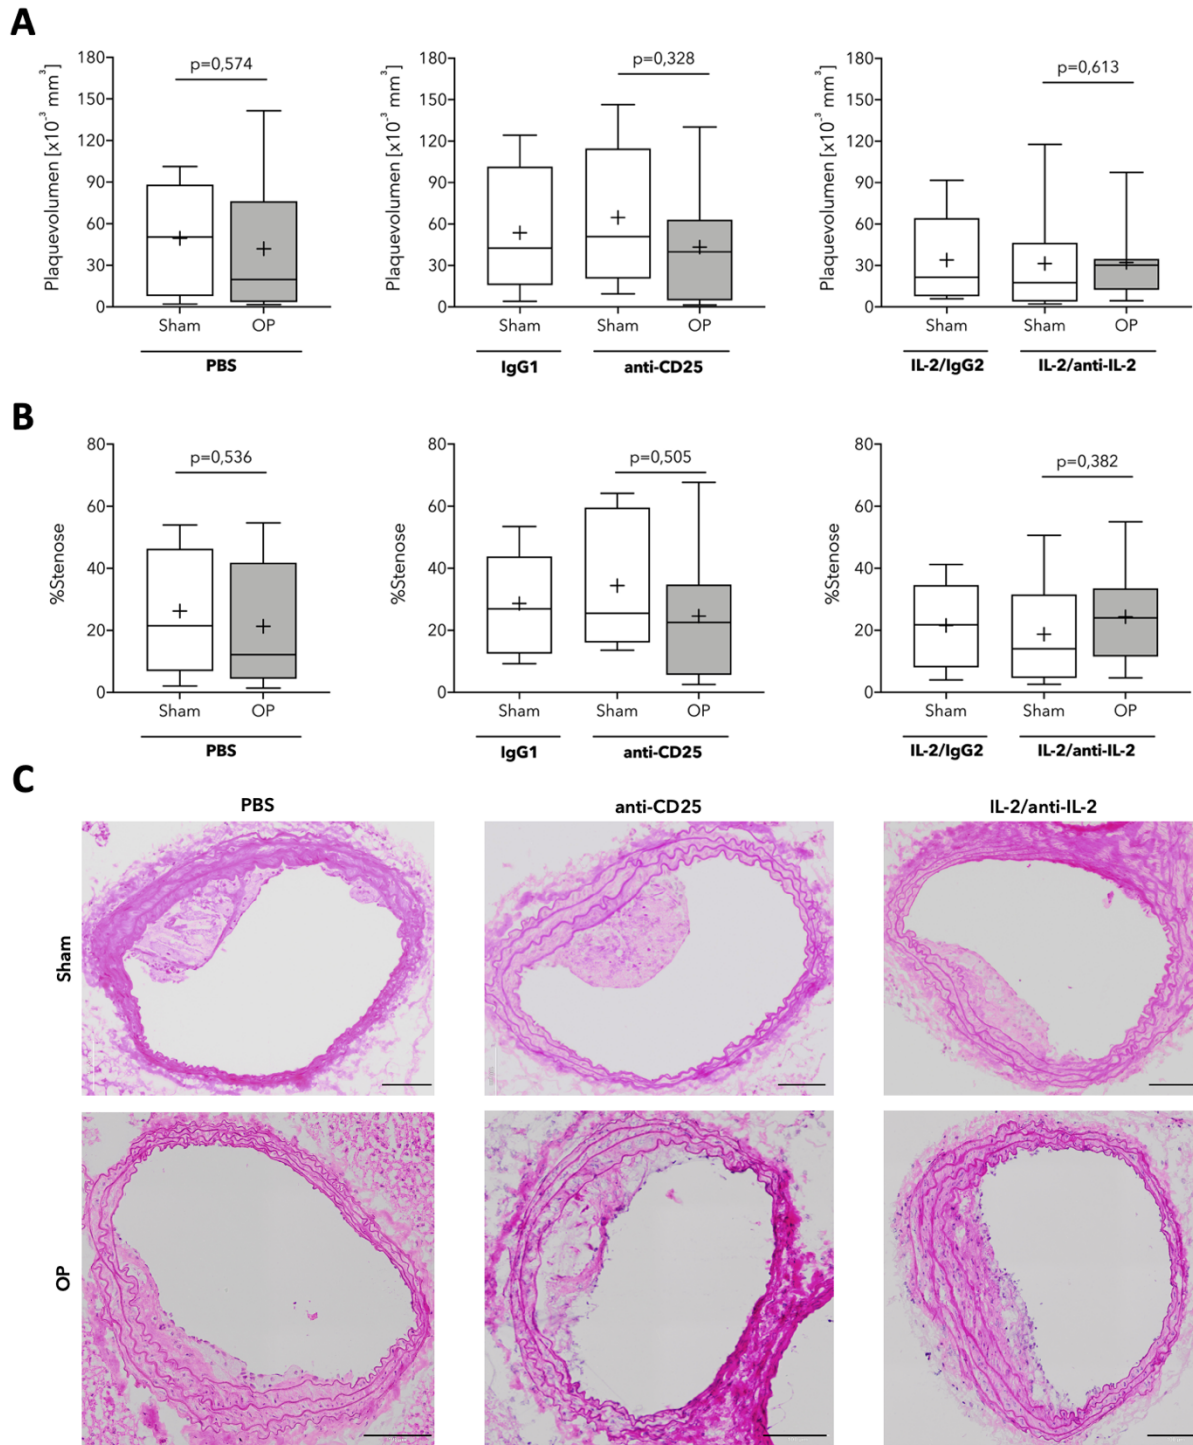 A
Plaquevolumen [x10⁻³ mm³]
180
150
120
90
60
30
0
p=0,574
Sham OP
PBS
Plaquevolumen [x10⁻³ mm³]
180
150
120
90
60
30
0
p=0,328
Sham Sham OP
IgG1 anti-CD25
Plaquevolumen [x10⁻³ mm³]
180
150
120
90
60
30
0
p=0,613
Sham Sham OP
IL-2/IgG2 IL-2/anti-IL-2
B
%Stenose
80
60
40
20
0
p=0,536
Sham OP
PBS
%Stenose
80
60
40
20
0
p=0,505
Sham Sham OP
IgG1 anti-CD25
%Stenose
80
60
40
20
0
p=0,382
Sham Sham OP
IL-2/IgG2 IL-2/anti-IL-2
C
PBS anti-CD25 IL-2/anti-IL-2
Sham
OP